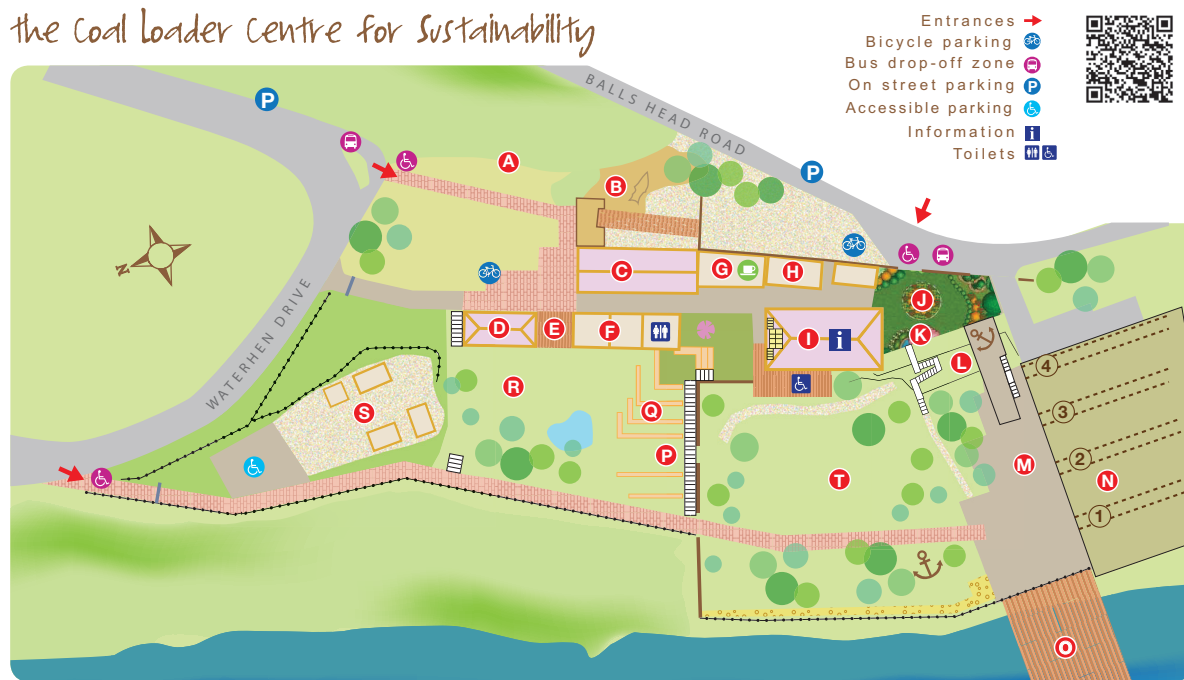 the Coal Loader Centre for Sustainability
Entrances
Bicycle parking
Bus drop-off zone
On street parking
P
Accessible parking
Information
i
Toilets
BALLS HEAD ROAD
P
P
A
B
C
G
H
J
D
E
F
I
i
K
L
WATERHEN DRIVE
N
R
Q
S
P
T
M
N
4
3
2
1
O